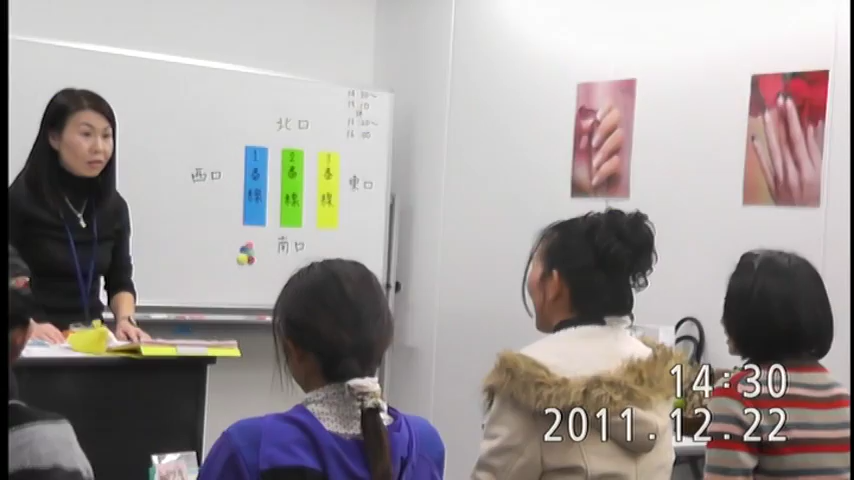 北口
西口
1番線
2番線
3番線
東口
南口
14:30
2011.12.22